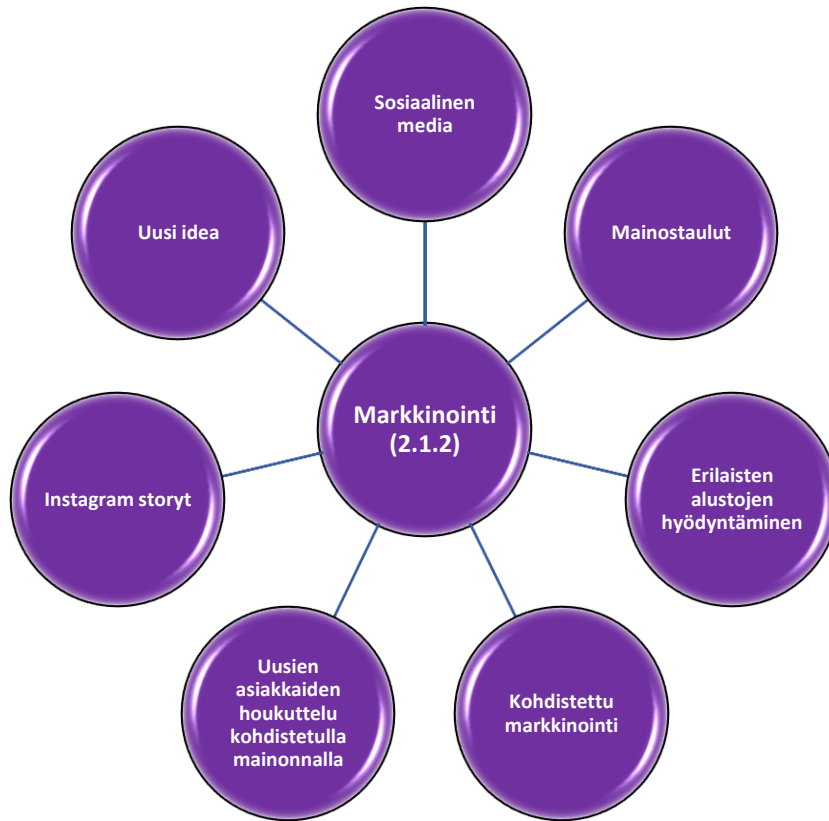 Sosiaalinen
media
Uusi idea
Mainostaulut
Markkinointi
(2.1.2)
Instagram storyt
Erilaisten
alustojen
hyödyntäminen
Uusien
asiakkaiden
houkuttelu
kohdistetulla
mainonnalla
Kohdistettu
markkinointi